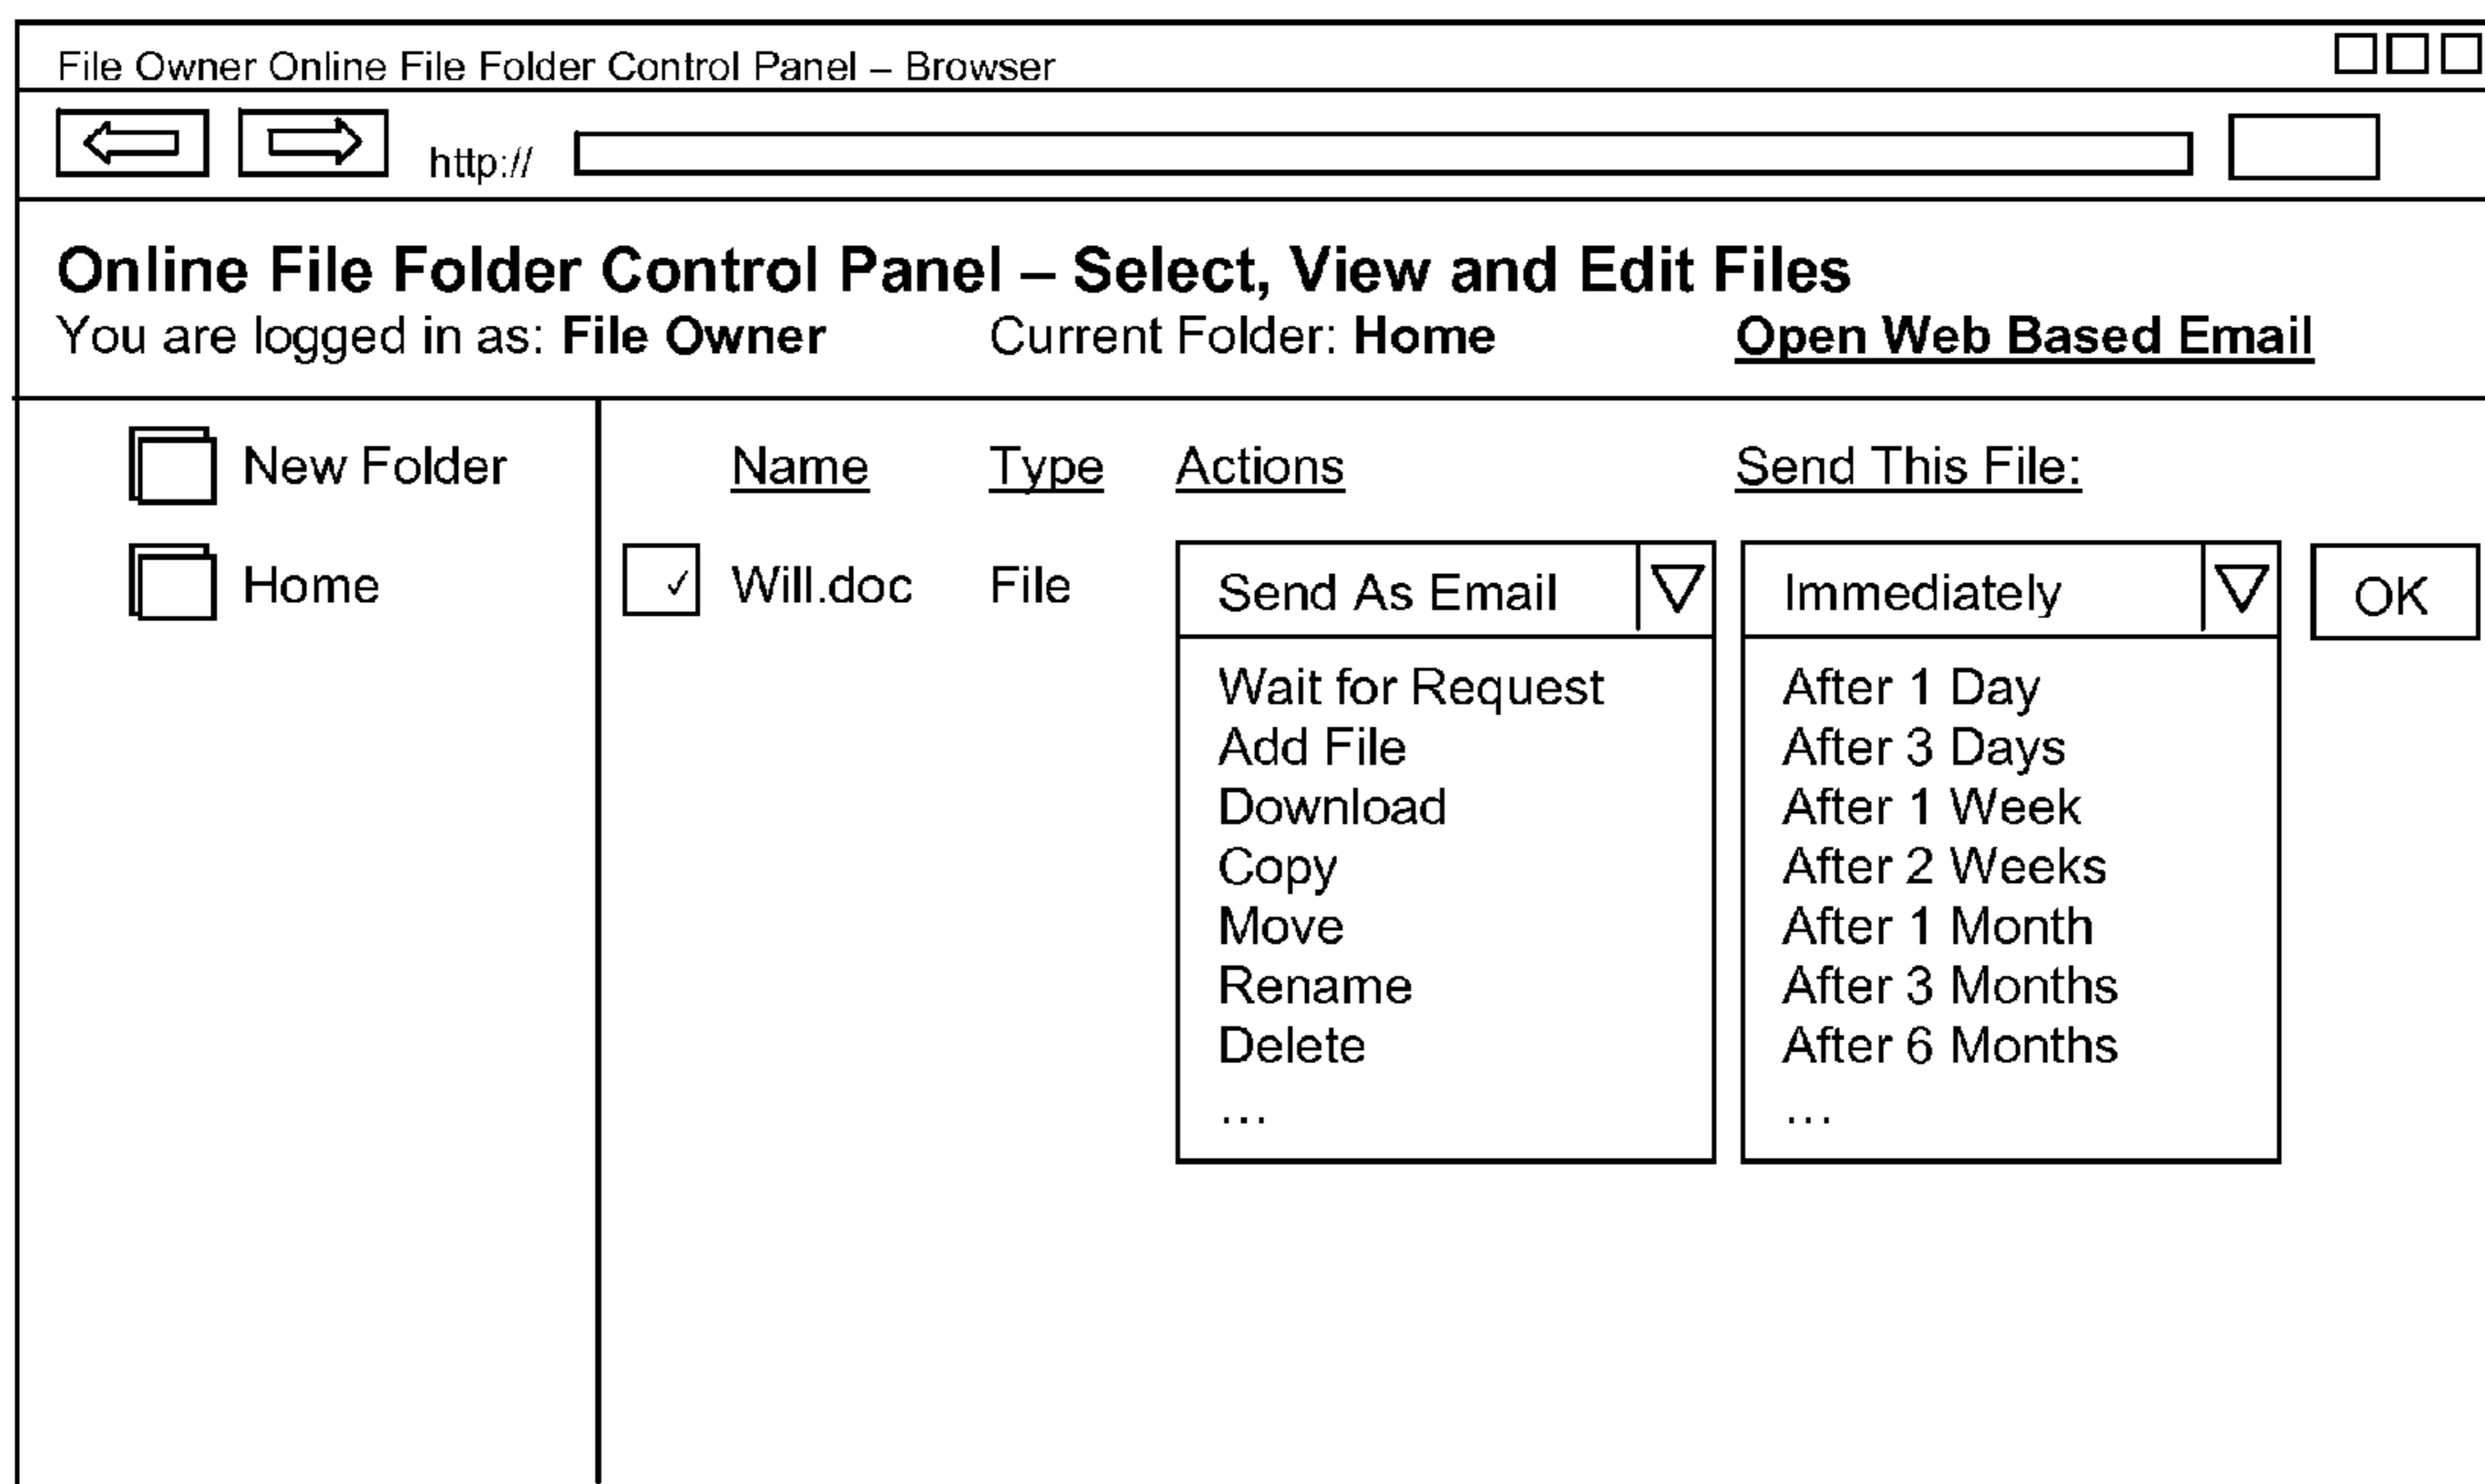 File Owner Online File Folder Control Panel – Browser
http://
Online File Folder Control Panel – Select, View and Edit Files
You are logged in as: File Owner Current Folder: Home Open Web Based Email
New Folder Name Type Actions Send This File:
Home ✓ Will.doc File Send As Email Immediately OK
Wait for Request After 1 Day
Add File After 3 Days
Download After 1 Week
Copy After 2 Weeks
Move After 1 Month
Rename After 3 Months
Delete After 6 Months
... ...